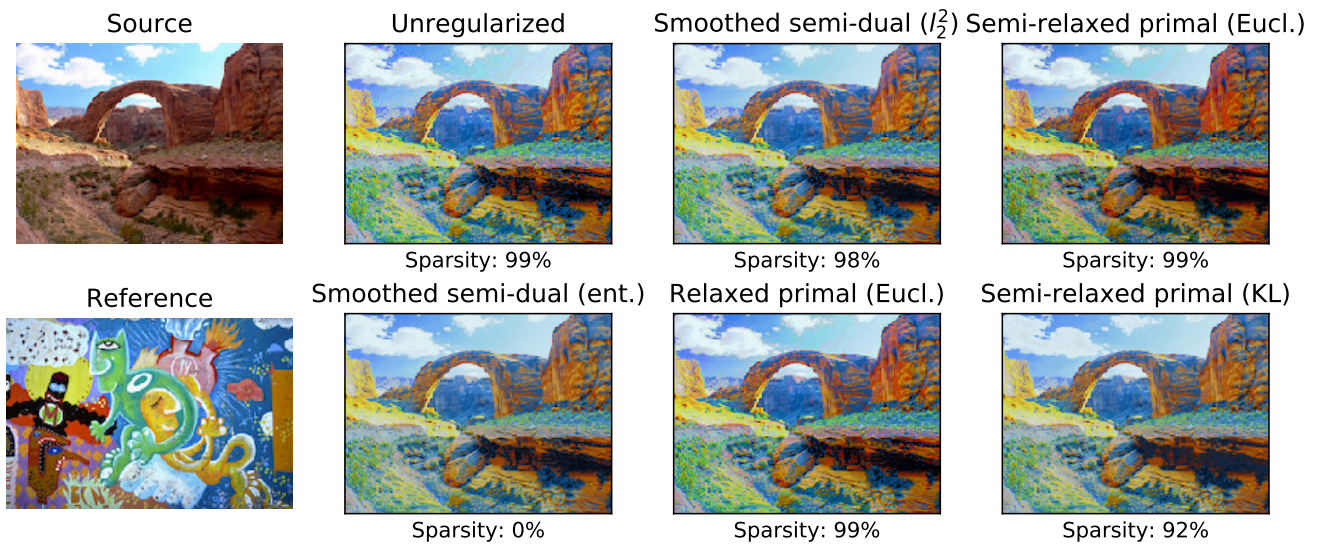 Source
Unregularized
Smoothed semi-dual (l₂²)
Semi-relaxed primal (Eucl.)
Sparsity: 99%
Sparsity: 98%
Sparsity: 99%
Reference
Smoothed semi-dual (ent.)
Relaxed primal (Eucl.)
Semi-relaxed primal (KL)
Sparsity: 0%
Sparsity: 99%
Sparsity: 92%